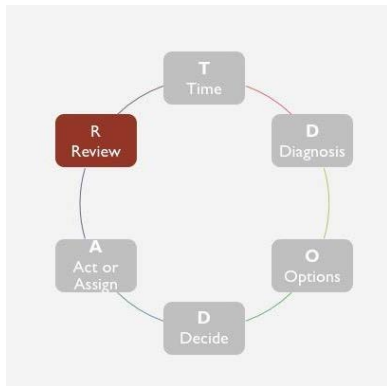 T
Time
D
Diagnosis
O
Options
D
Decide
A
Act or
Assign
R
Review